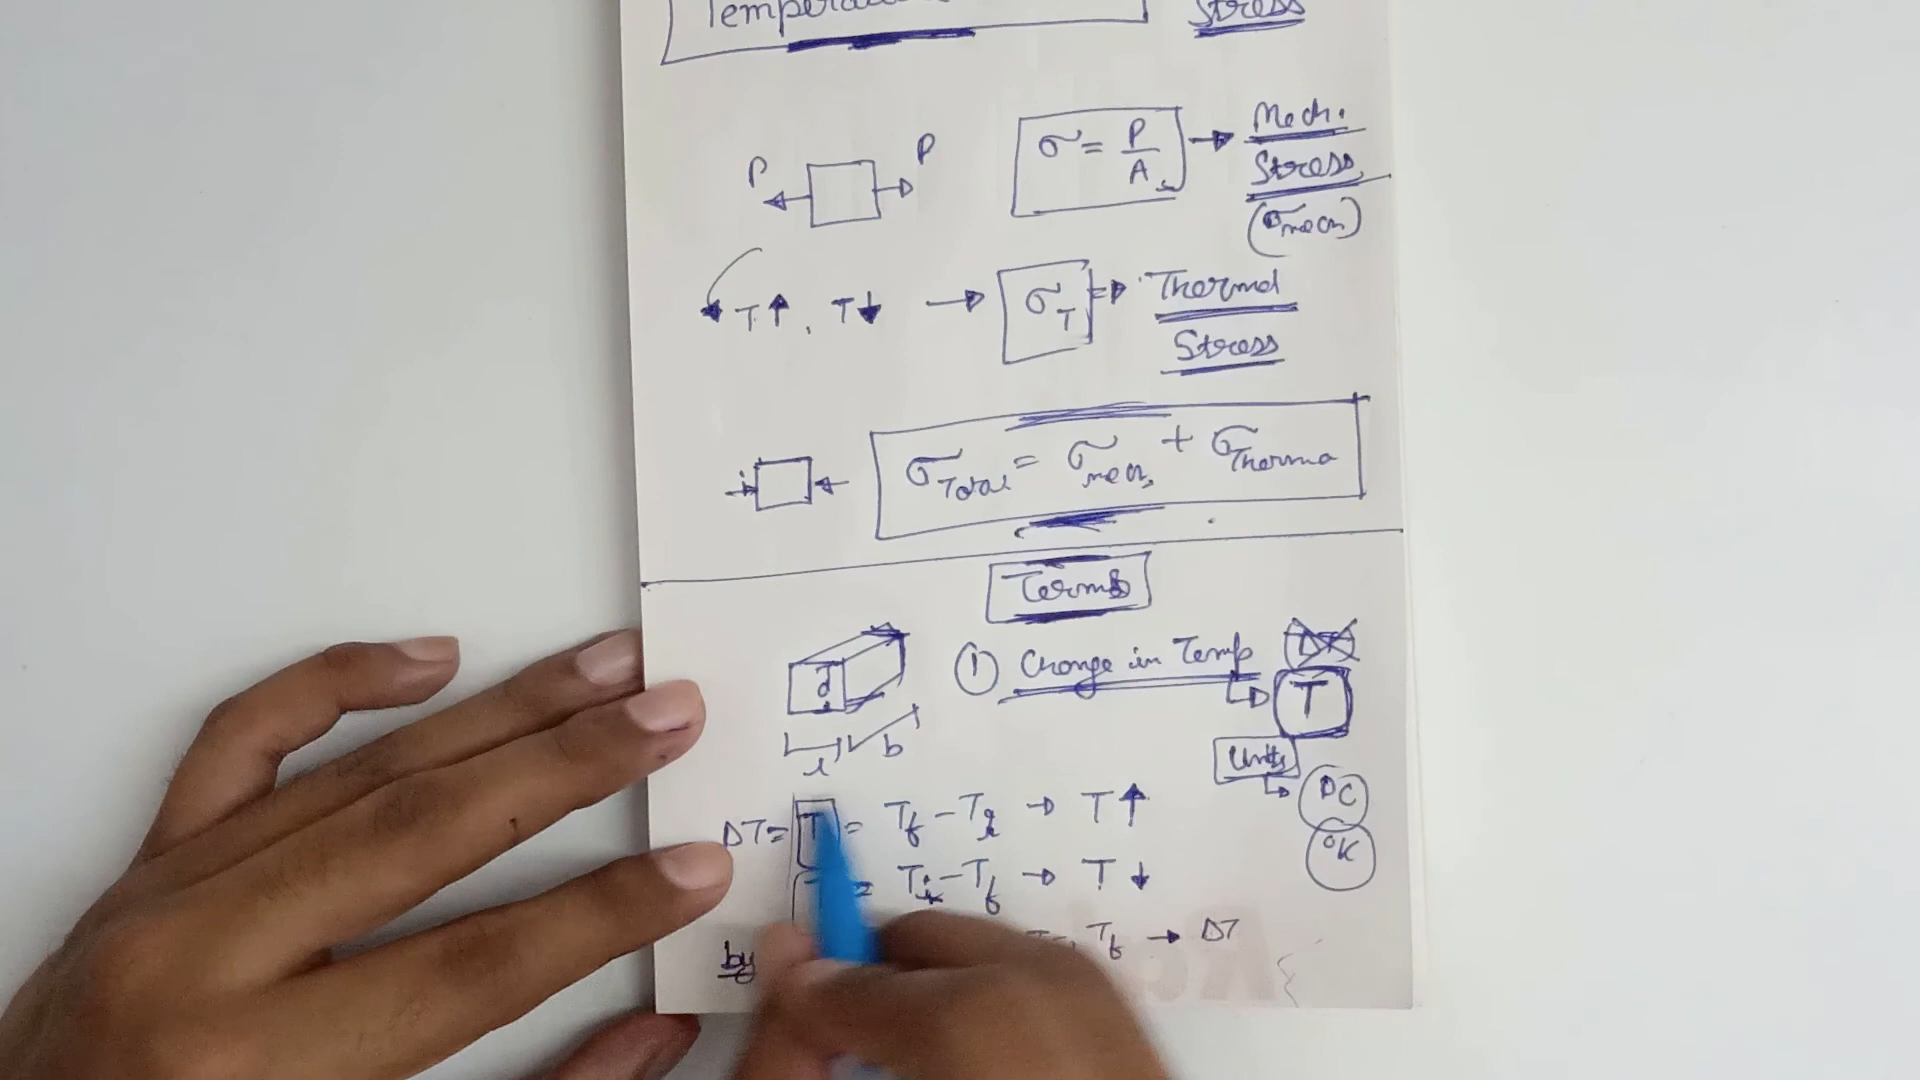 Stress
P P σ = P/A → Mech.
Stress
(σmech)
T↑, T↓ → σT → Thermal
Stress
σTotal = σmech + σThermal
Terms
d ① Change in Temp
T
l b
Units
°C
°K
ΔT = T = Tf - Ti → T↑
= Ti - Tf → T↓
by Tf → ΔT